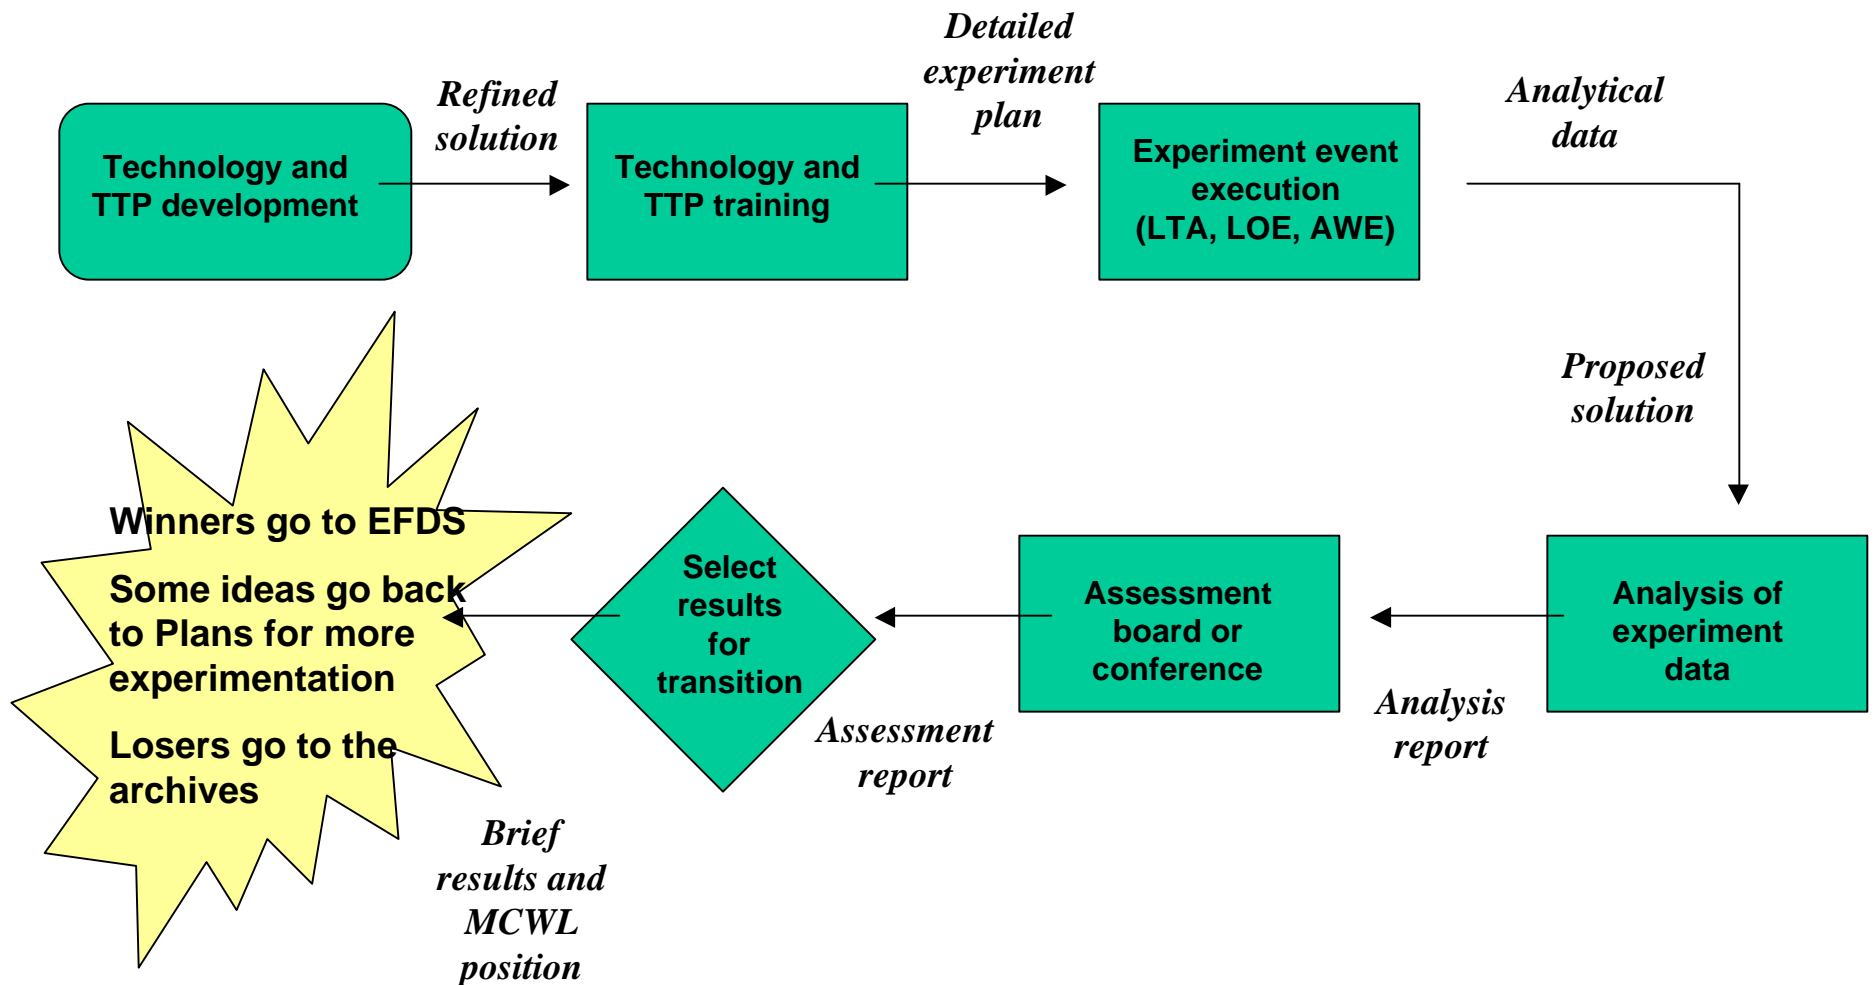 Technology and
TTP development
Refined
solution
Technology and
TTP training
Detailed
experiment
plan
Experiment event
execution
(LTA, LOE, AWE)
Analytical
data
Proposed
solution
Analysis of
experiment
data
Analysis
report
Assessment
board or
conference
Assessment
report
Select
results
for
transition
Brief
results and
MCWL
position
Winners go to EFDS
Some ideas go back
to Plans for more
experimentation
Losers go to the
archives